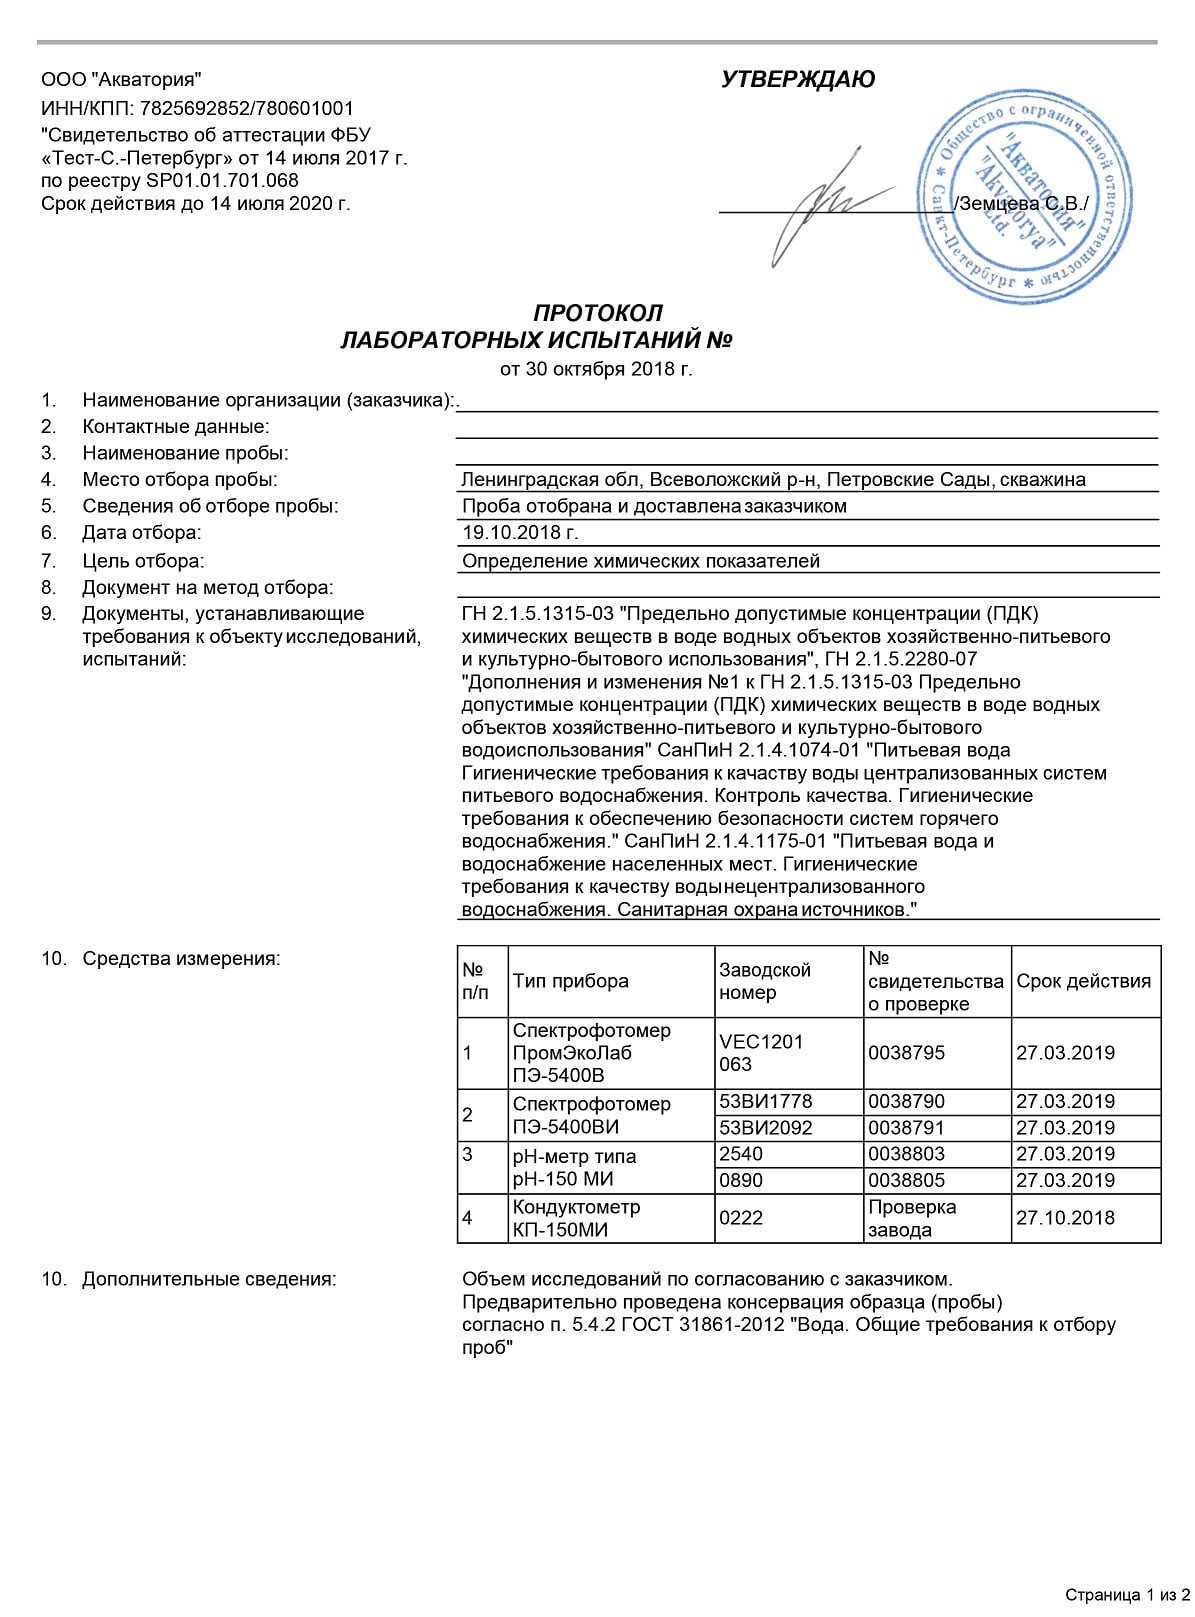 ООО "Акватория"
ИНН/КПП: 7825692852/780601001
"Свидетельство об аттестации ФБУ
«Тест-С.-Петербург» от 14 июля 2017 г.
по реестру SP01.01.701.068
Срок действия до 14 июля 2020 г.
УТВЕРЖДАЮ
/Земцева С.В./
Общество с ограниченной ответственностью
* Санкт-Петербург *
"Акватория"
"Akvatorya"
Ltd.
ПРОТОКОЛ
ЛАБОРАТОРНЫХ ИСПЫТАНИЙ №
от 30 октября 2018 г.
1. Наименование организации (заказчика):.
2. Контактные данные:
3. Наименование пробы:
4. Место отбора пробы: Ленинградская обл, Всеволожский р-н, Петровские Сады, скважина
5. Сведения об отборе пробы: Проба отобрана и доставлена заказчиком
6. Дата отбора: 19.10.2018 г.
7. Цель отбора: Определение химических показателей
8. Документ на метод отбора:
9. Документы, устанавливающие
требования к объекту исследований,
испытаний:
ГН 2.1.5.1315-03 "Предельно допустимые концентрации (ПДК)
химических веществ в воде водных объектов хозяйственно-питьевого
и культурно-бытового использования", ГН 2.1.5.2280-07
"Дополнения и изменения №1 к ГН 2.1.5.1315-03 Предельно
допустимые концентрации (ПДК) химических веществ в воде водных
объектов хозяйственно-питьевого и культурно-бытового
водоиспользования" СанПиН 2.1.4.1074-01 "Питьевая вода
Гигиенические требования к качаству воды централизованных систем
питьевого водоснабжения. Контроль качества. Гигиенические
требования к обеспечению безопасности систем горячего
водоснабжения." СанПиН 2.1.4.1175-01 "Питьевая вода и
водоснабжение населенных мест. Гигиенические
требования к качеству воды нецентрализованного
водоснабжения. Санитарная охрана источников."
10. Средства измерения:
№
п/п
Тип прибора
Заводской
номер
№
свидетельства
о проверке
Срок действия
1
Спектрофотомер
ПромЭкоЛаб
ПЭ-5400В
VEC1201
063
0038795
27.03.2019
2
Спектрофотомер
ПЭ-5400ВИ
53ВИ1778 0038790 27.03.2019
53ВИ2092 0038791 27.03.2019
3
pH-метр типа
pH-150 МИ
2540 0038803 27.03.2019
0890 0038805 27.03.2019
4
Кондуктометр
КП-150МИ
0222
Проверка
завода
27.10.2018
10. Дополнительные сведения:
Объем исследований по согласованию с заказчиком.
Предварительно проведена консервация образца (пробы)
согласно п. 5.4.2 ГОСТ 31861-2012 "Вода. Общие требования к отбору
проб"
Страница 1 из 2